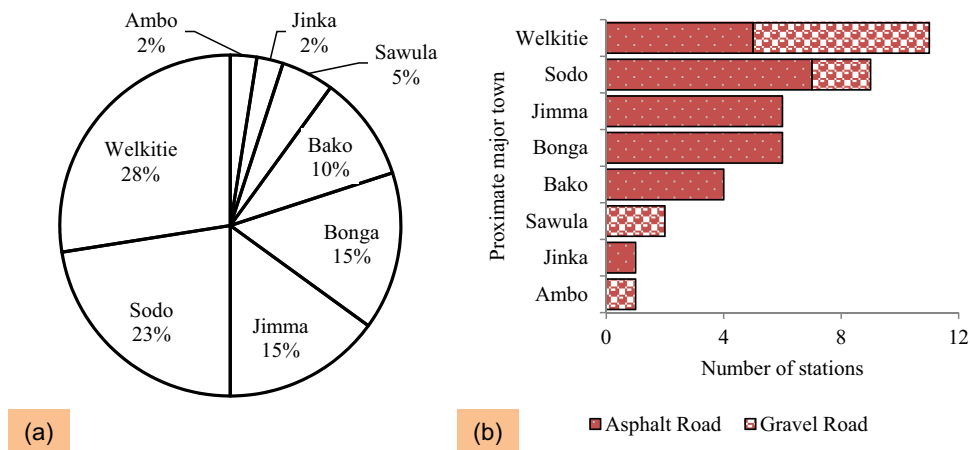 Ambo
2%
Jinka
2%
Sawula
5%
Bako
10%
Bonga
15%
Jimma
15%
Sodo
23%
Welkitie
28%
(a)
Proximate major town
Welkitie
Sodo
Jimma
Bonga
Bako
Sawula
Jinka
Ambo
0 4 8 12
Number of stations
Asphalt Road Gravel Road
(b)